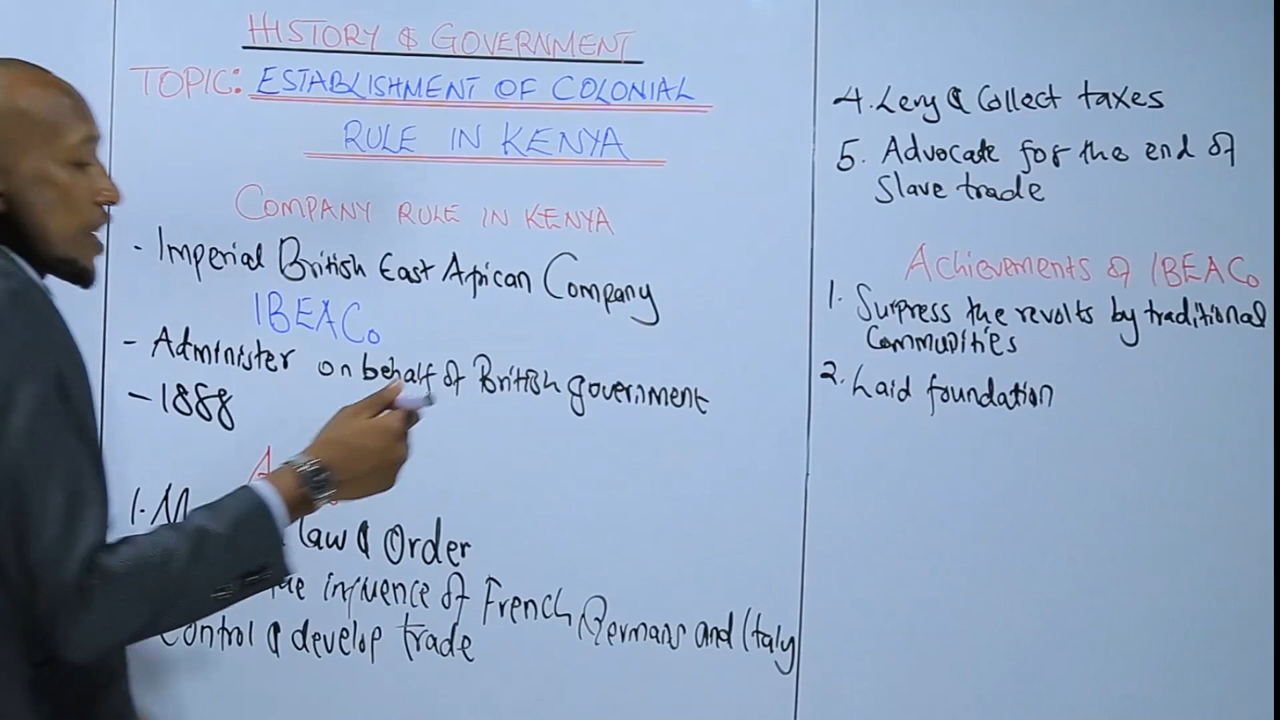 HISTORY & GOVERNMENT
TOPIC: ESTABLISHMENT OF COLONIAL
RULE IN KENYA
COMPANY RULE IN KENYA
- Imperial British East African Company
IBEACo
- Administer on behalf of British government
- 1888
1.
law & Order
influence of French Germans and Italy
Control & develop trade
4. Levy & Collect taxes
5. Advocate for the end of
Slave trade
Achievements of IBEACo
1. Surpress the revolts by traditional
Communities
2. Laid foundation